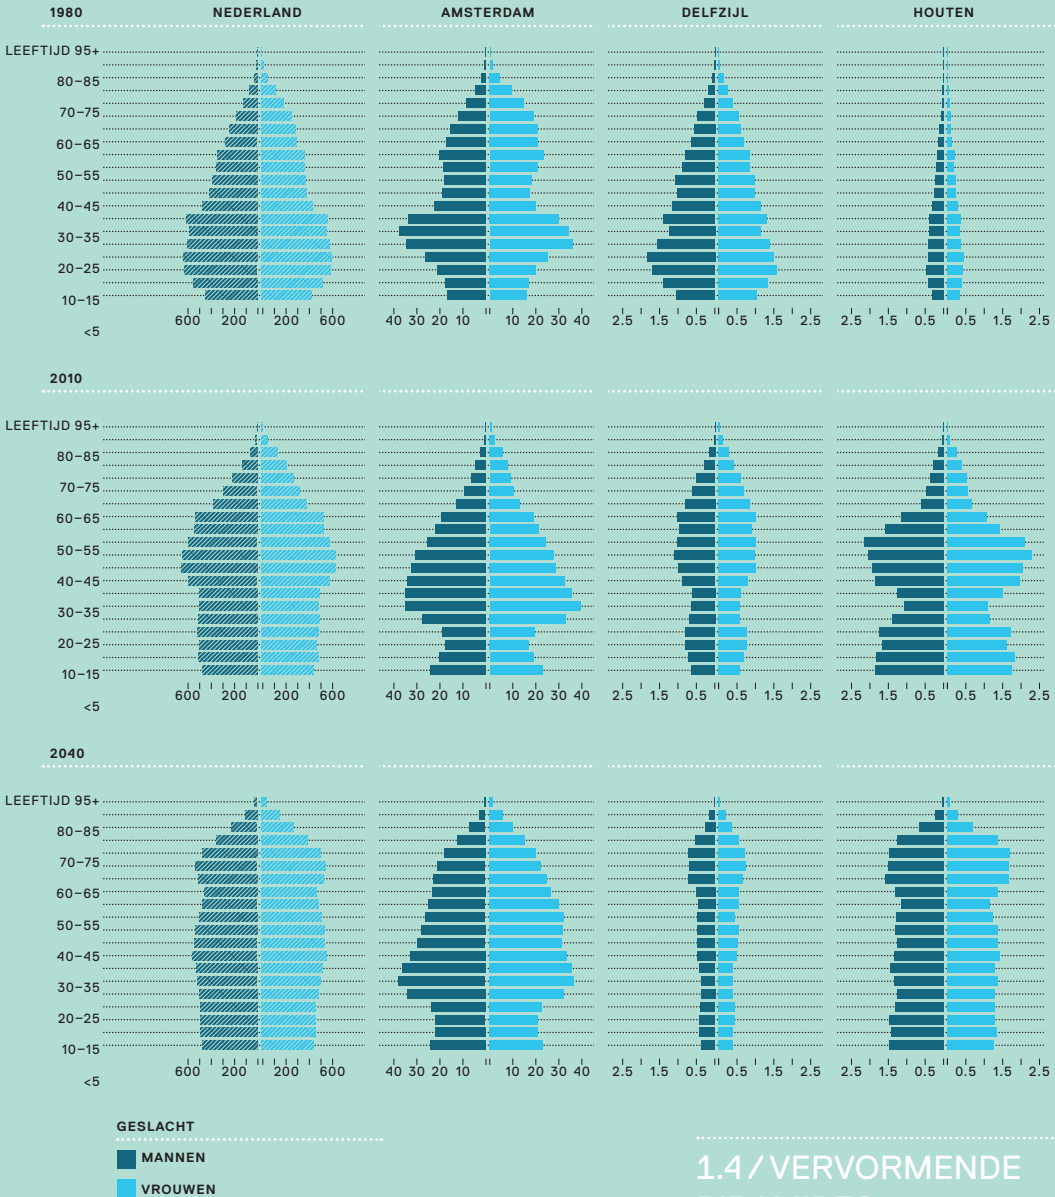 1980 NEDERLAND AMSTERDAM DELFZIJL HOUTEN
LEEFTIJD 95+
80–85
70–75
60–65
50–55
40–45
30–35
20–25
10–15
<5
600 200 200 600 40 30 20 10 10 20 30 40 2.5 1.5 0.5 0.5 1.5 2.5 2.5 1.5 0.5 0.5 1.5 2.5
2010
LEEFTIJD 95+
80–85
70–75
60–65
50–55
40–45
30–35
20–25
10–15
<5
600 200 200 600 40 30 20 10 10 20 30 40 2.5 1.5 0.5 0.5 1.5 2.5 2.5 1.5 0.5 0.5 1.5 2.5
2040
LEEFTIJD 95+
80–85
70–75
60–65
50–55
40–45
30–35
20–25
10–15
<5
600 200 200 600 40 30 20 10 10 20 30 40 2.5 1.5 0.5 0.5 1.5 2.5 2.5 1.5 0.5 0.5 1.5 2.5
GESLACHT
MANNEN
VROUWEN
1.4 / VERVORMENDE